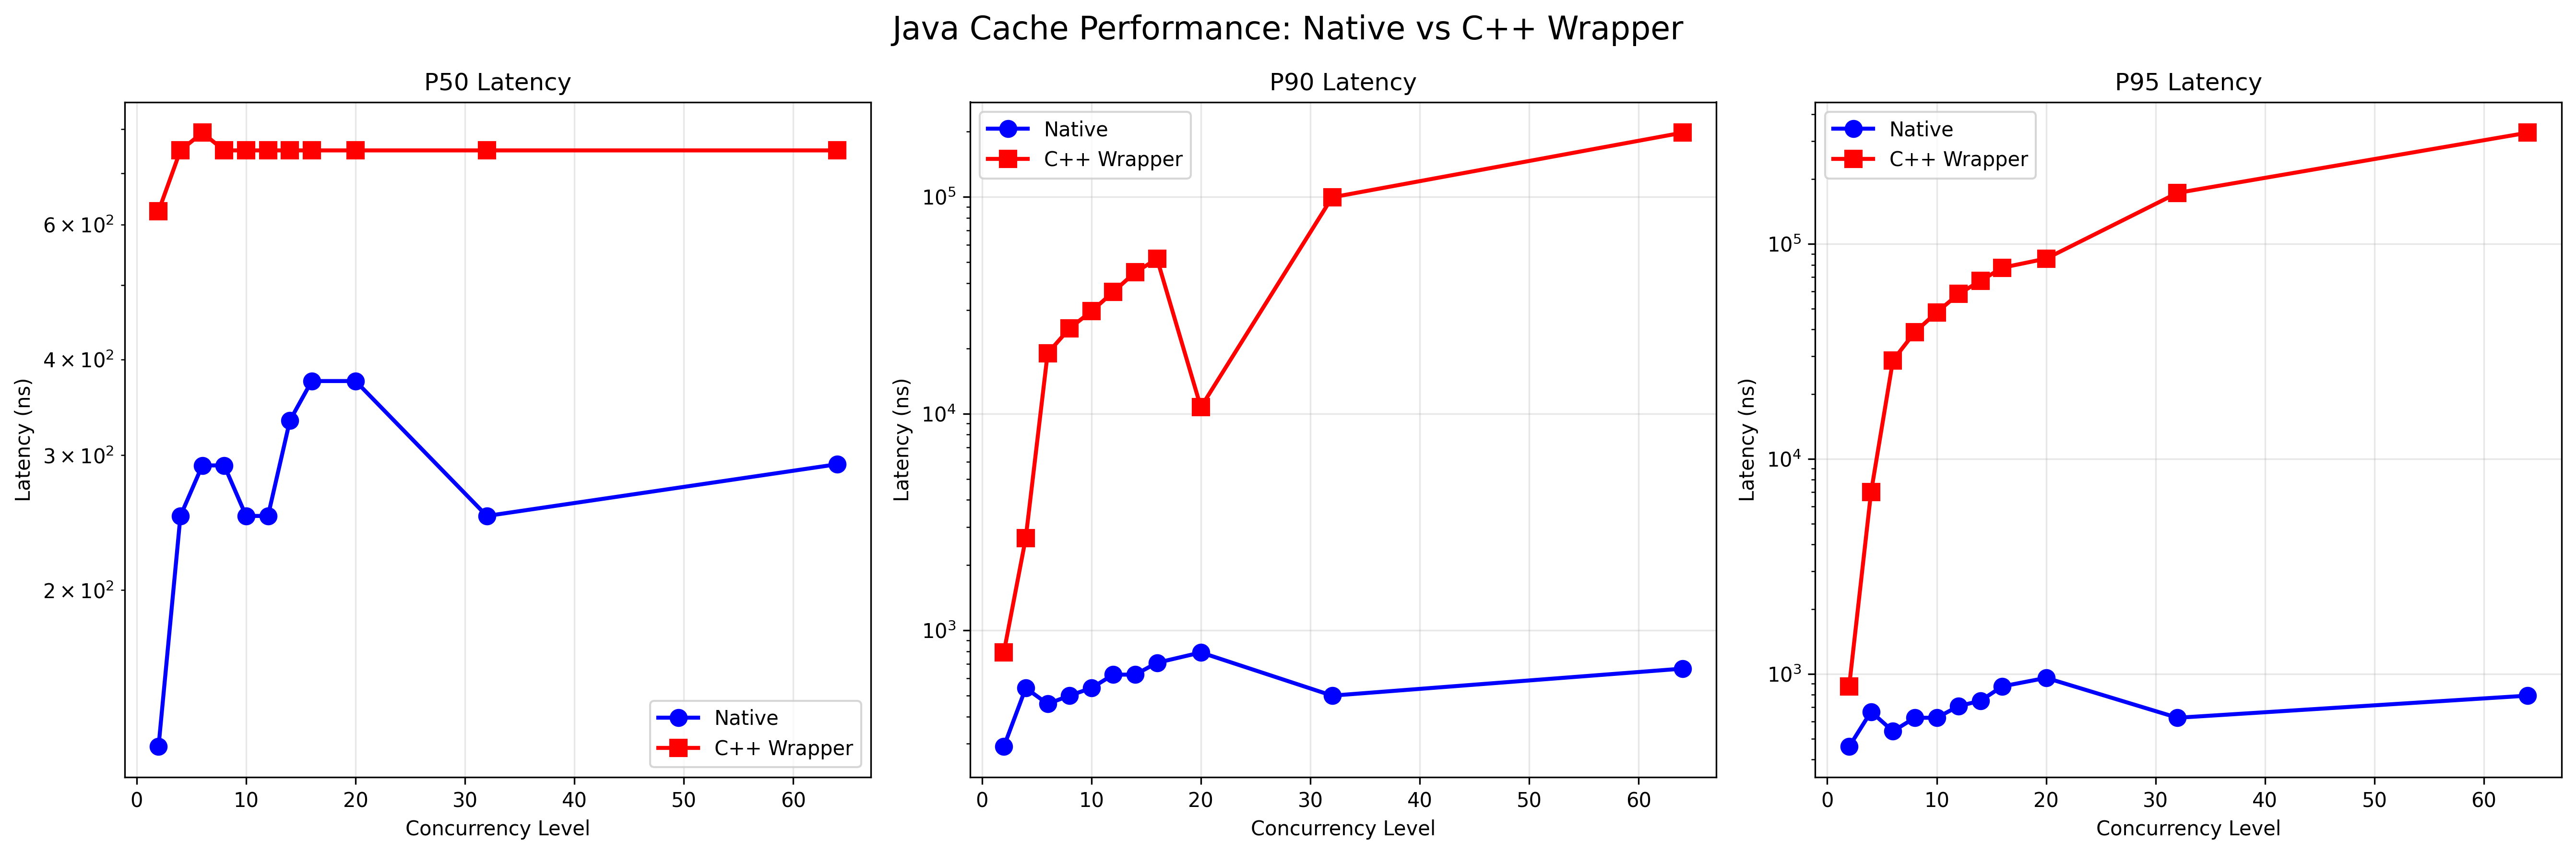 Java Cache Performance: Native vs C++ Wrapper
P50 Latency
6 × 10²
4 × 10²
3 × 10²
2 × 10²
Latency (ns)
Native
C++ Wrapper
0 10 20 30 40 50 60
Concurrency Level
P90 Latency
Native
C++ Wrapper
10⁵
10⁴
10³
Latency (ns)
0 10 20 30 40 50 60
Concurrency Level
P95 Latency
Native
C++ Wrapper
10⁵
10⁴
10³
Latency (ns)
0 10 20 30 40 50 60
Concurrency Level